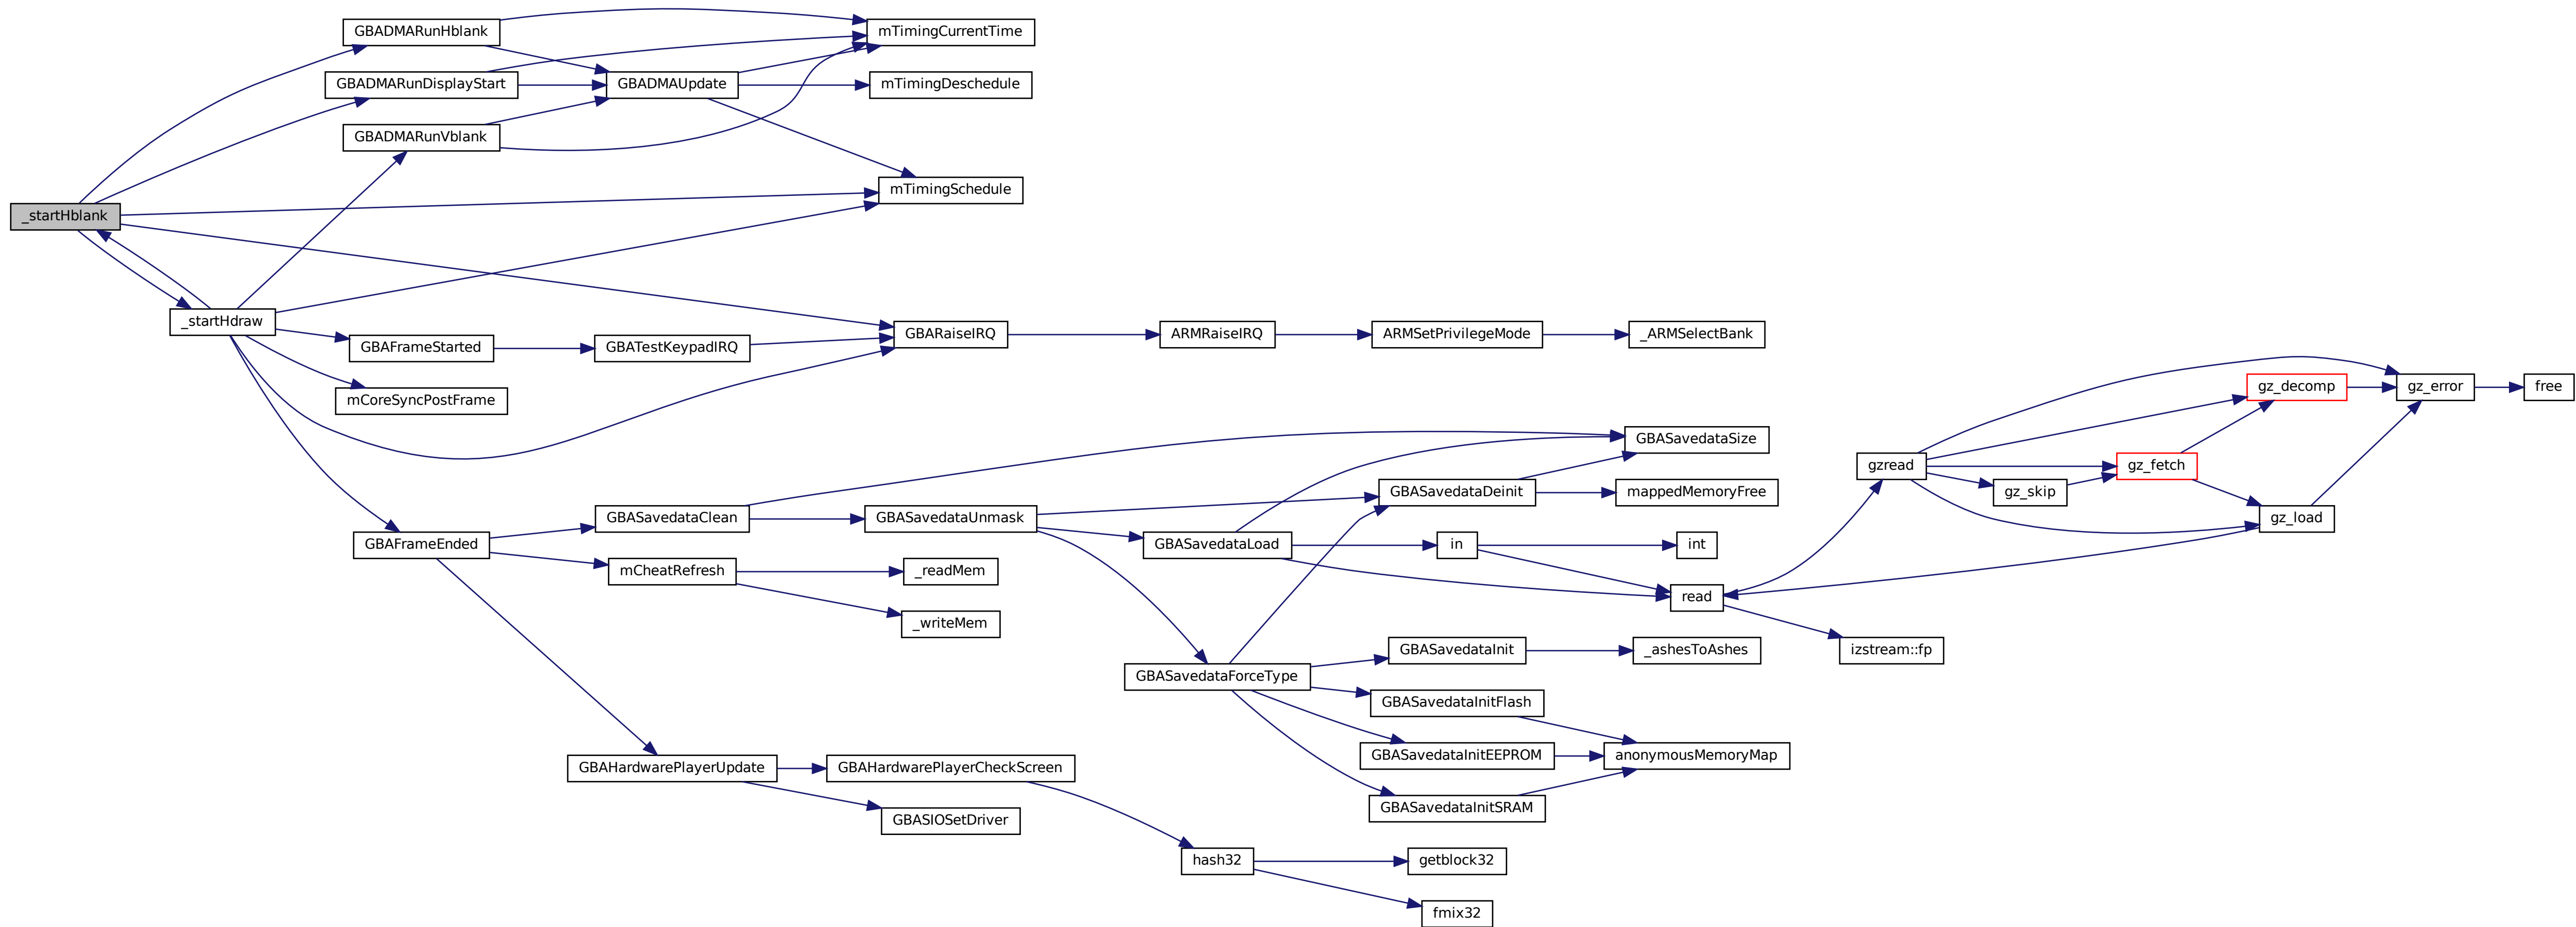 GBADMARunHblank
mTimingCurrentTime
GBADMARunDisplayStart
GBADMAUpdate
mTimingDeschedule
GBADMARunVblank
mTimingSchedule
_startHblank
_startHdraw
GBARaiseIRQ
ARMRaiseIRQ
ARMSetPrivilegeMode
_ARMSelectBank
GBAFrameStarted
GBATestKeypadIRQ
mCoreSyncPostFrame
gz_decomp
gz_error
free
GBASavedataSize
gzread
gz_fetch
GBASavedataDeinit
mappedMemoryFree
gz_skip
GBASavedataClean
GBASavedataUnmask
gz_load
GBAFrameEnded
GBASavedataLoad
in
int
mCheatRefresh
_readMem
read
_writeMem
izstream::fp
GBASavedataInit
_ashesToAshes
GBASavedataForceType
GBASavedataInitFlash
GBASavedataInitEEPROM
anonymousMemoryMap
GBAHardwarePlayerUpdate
GBAHardwarePlayerCheckScreen
GBASavedataInitSRAM
GBASIOSetDriver
hash32
getblock32
fmix32